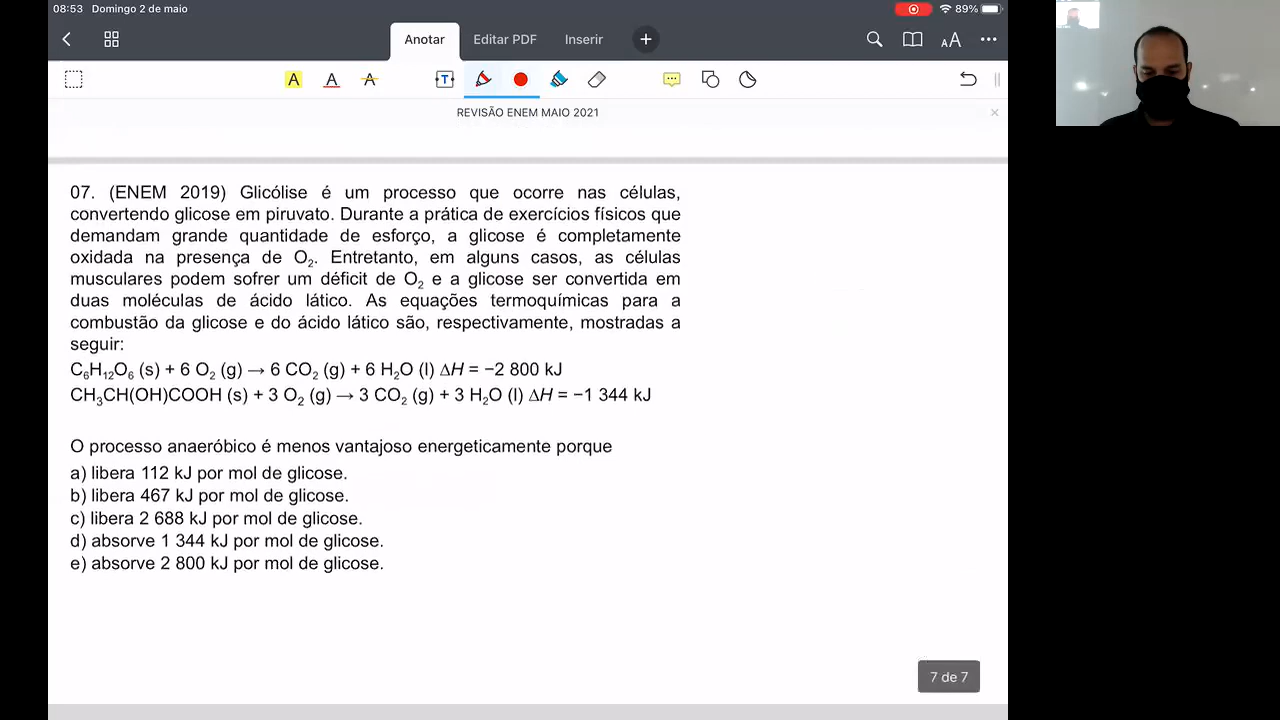 08:53 Domingo 2 de maio
89%
Anotar
Editar PDF
Inserir
AA
A A A
T
REVISÃO ENEM MAIO 2021
07. (ENEM 2019) Glicólise é um processo que ocorre nas células,
convertendo glicose em piruvato. Durante a prática de exercícios físicos que
demandam grande quantidade de esforço, a glicose é completamente
oxidada na presença de O₂. Entretanto, em alguns casos, as células
musculares podem sofrer um déficit de O₂ e a glicose ser convertida em
duas moléculas de ácido lático. As equações termoquímicas para a
combustão da glicose e do ácido lático são, respectivamente, mostradas a
seguir:
C₆H₁₂O₆ (s) + 6 O₂ (g) → 6 CO₂ (g) + 6 H₂O (l) ΔH = −2 800 kJ
CH₃CH(OH)COOH (s) + 3 O₂ (g) → 3 CO₂ (g) + 3 H₂O (l) ΔH = −1 344 kJ
O processo anaeróbico é menos vantajoso energeticamente porque
a) libera 112 kJ por mol de glicose.
b) libera 467 kJ por mol de glicose.
c) libera 2 688 kJ por mol de glicose.
d) absorve 1 344 kJ por mol de glicose.
e) absorve 2 800 kJ por mol de glicose.
7 de 7